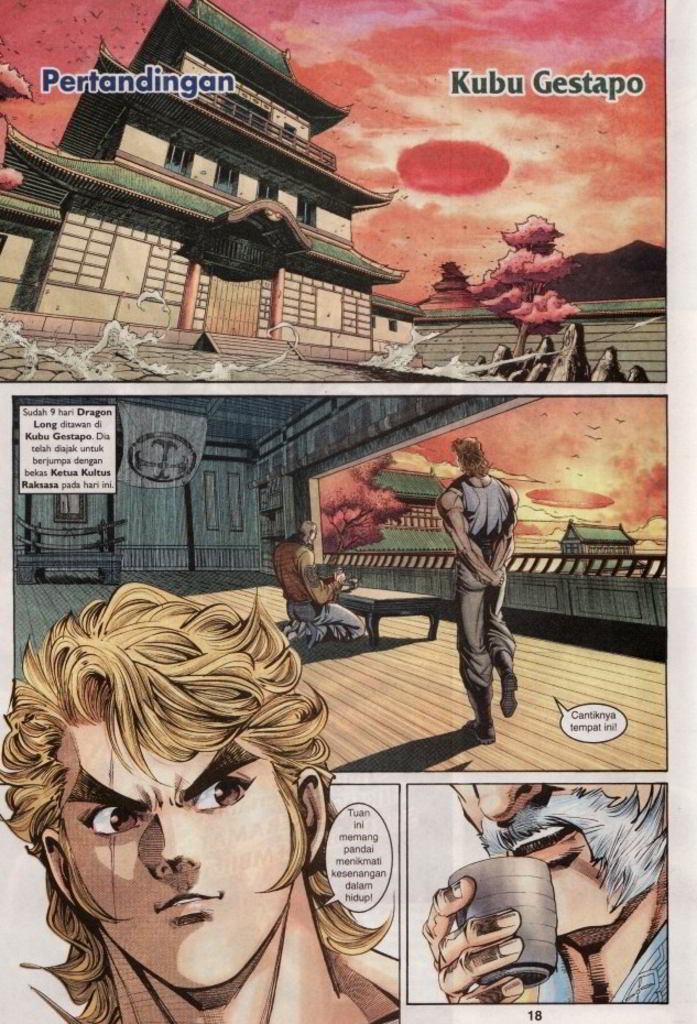 Pertandingan
Kubu Gestapo
Sudah 9 hari Dragon
Long ditawan di
Kubu Gestapo. Dia
telah diajak untuk
berjumpa dengan
bekas Ketua Kultus
Raksasa pada hari ini.
Cantiknya
tempat ini!
Tuan
ini
memang
pandai
menikmati
kesenangan
dalam
hidup!
18